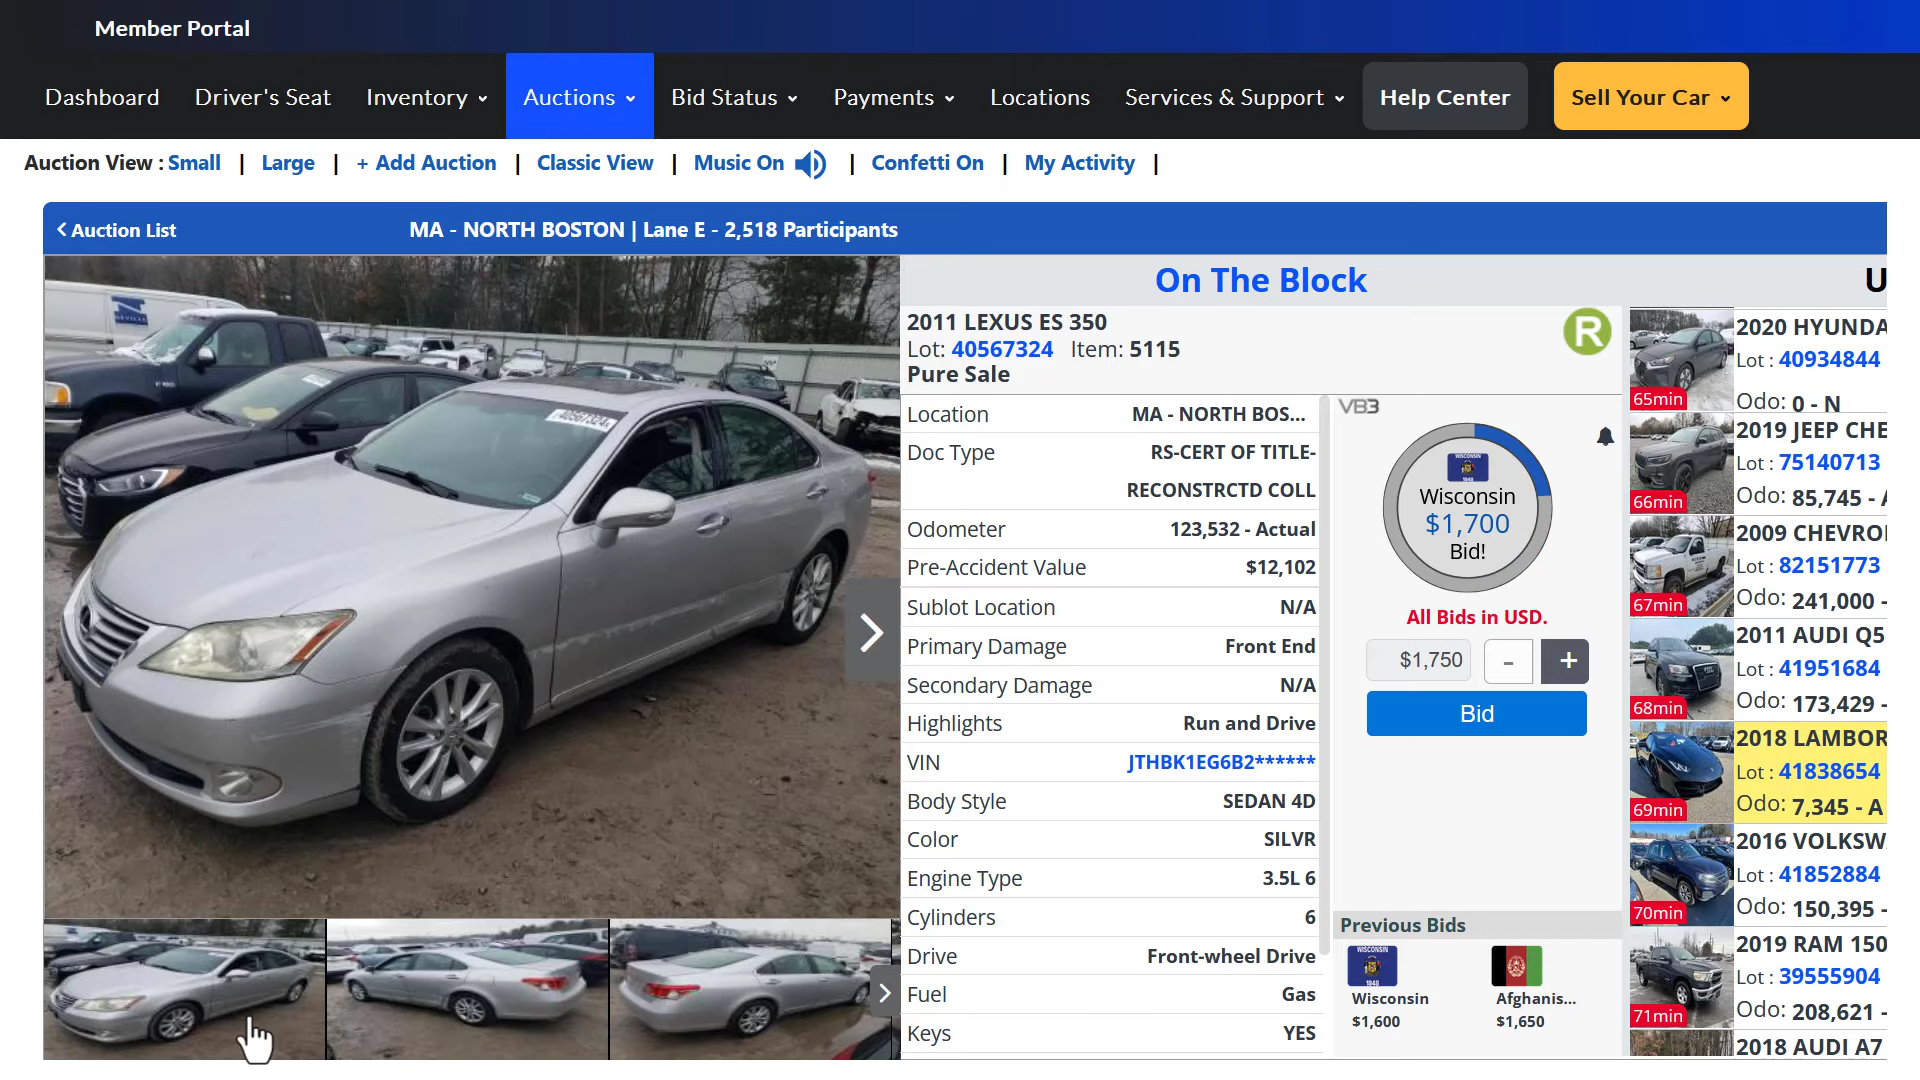 Member Portal
Dashboard Driver's Seat Inventory Auctions Bid Status Payments Locations Services & Support Help Center Sell Your Car
Auction View : Small | Large | + Add Auction | Classic View | Music On | Confetti On | My Activity |
Auction List
MA - NORTH BOSTON | Lane E - 2,518 Participants
On The Block
U
2011 LEXUS ES 350
Lot: 40567324 Item: 5115
Pure Sale
R
40567324
Location MA - NORTH BOS...
Doc Type RS-CERT OF TITLE-
RECONSTRCTD COLL
Odometer 123,532 - Actual
Pre-Accident Value $12,102
Sublot Location N/A
Primary Damage Front End
Secondary Damage N/A
Highlights Run and Drive
VIN JTHBK1EG6B2******
Body Style SEDAN 4D
Color SILVR
Engine Type 3.5L 6
Cylinders 6
Drive Front-wheel Drive
Fuel Gas
Keys YES
VB3
WISCONSIN
1848
Wisconsin
$1,700
Bid!
All Bids in USD.
$1,750 - +
Bid
Previous Bids
WISCONSIN
1848
Wisconsin
$1,600
Afghanis...
$1,650
2020 HYUNDA
Lot : 40934844
Odo: 0 - N
65min
2019 JEEP CHE
Lot : 75140713
Odo: 85,745 - A
66min
2009 CHEVROL
Lot : 82151773
Odo: 241,000 -
67min
2011 AUDI Q5
Lot : 41951684
Odo: 173,429 -
68min
2018 LAMBOR
Lot : 41838654
Odo: 7,345 - A
69min
2016 VOLKSW
Lot : 41852884
Odo: 150,395 -
70min
2019 RAM 150
Lot : 39555904
Odo: 208,621 -
71min
2018 AUDI A7